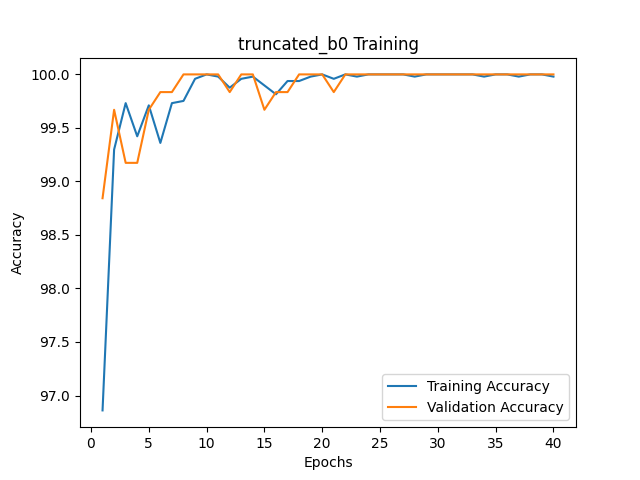 truncated_b0 Training
Accuracy
100.0
99.5
99.0
98.5
98.0
97.5
97.0
0 5 10 15 20 25 30 35 40
Epochs
Training Accuracy
Validation Accuracy